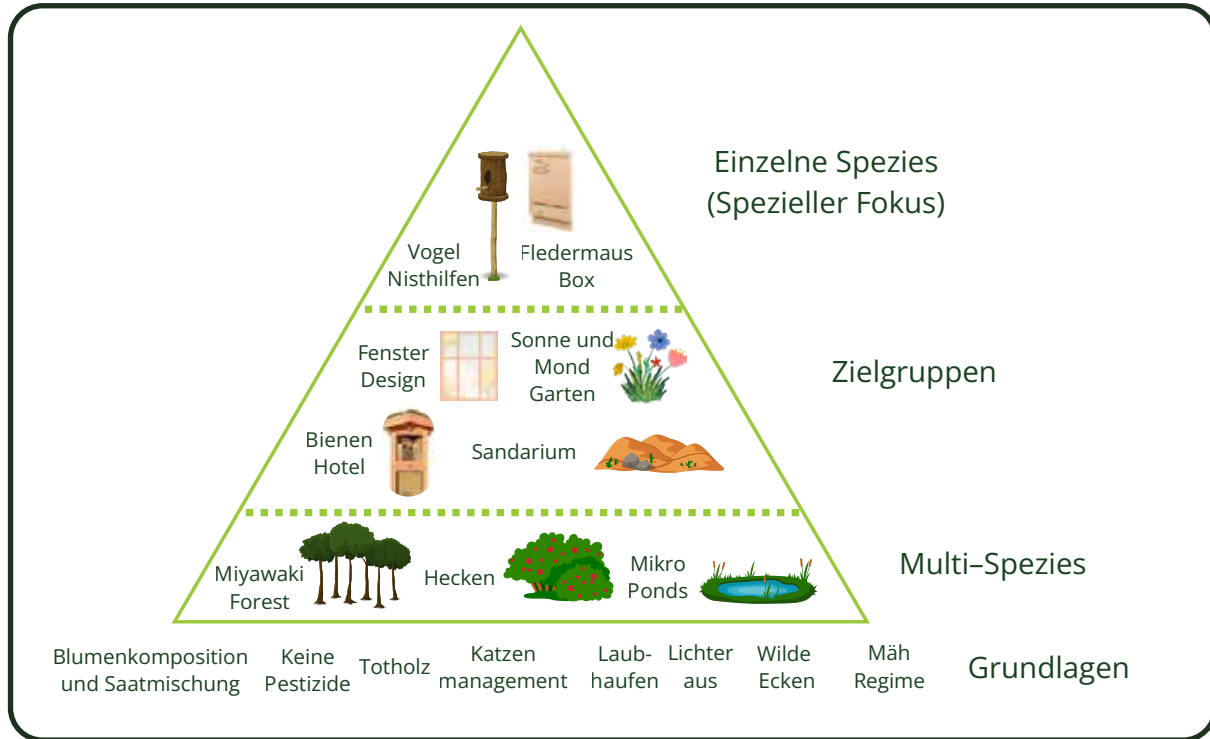 Einzelne Spezies
(Spezieller Fokus)
Vogel
Nisthilfen
Fledermaus
Box
Fenster
Design
Sonne und
Mond
Garten
Zielgruppen
Bienen
Hotel
Sandarium
Miyawaki
Forest
Hecken
Mikro
Ponds
Multi–Spezies
Blumenkomposition
und Saatmischung
Keine
Pestizide
Totholz
Katzen
management
Laub-
haufen
Lichter
aus
Wilde
Ecken
Mäh
Regime
Grundlagen